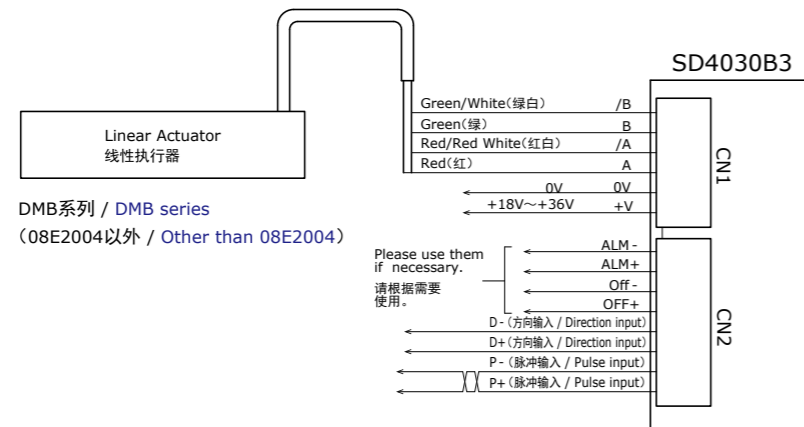 SD4030B3
Green/White(绿白) /B
Green(绿) B
Red/Red White(红白) /A
Red(红) A
0V 0V
+18V～+36V +V
CN1
Linear Actuator
线性执行器
DMB系列 / DMB series
（08E2004以外 / Other than 08E2004）
Please use them
if necessary.
请根据需要
使用。
ALM -
ALM+
Off -
OFF+
D -（方向输入 / Direction input)
D+（方向输入 / Direction input)
P -（脉冲输入 / Pulse input)
P+（脉冲输入 / Pulse input)
CN2